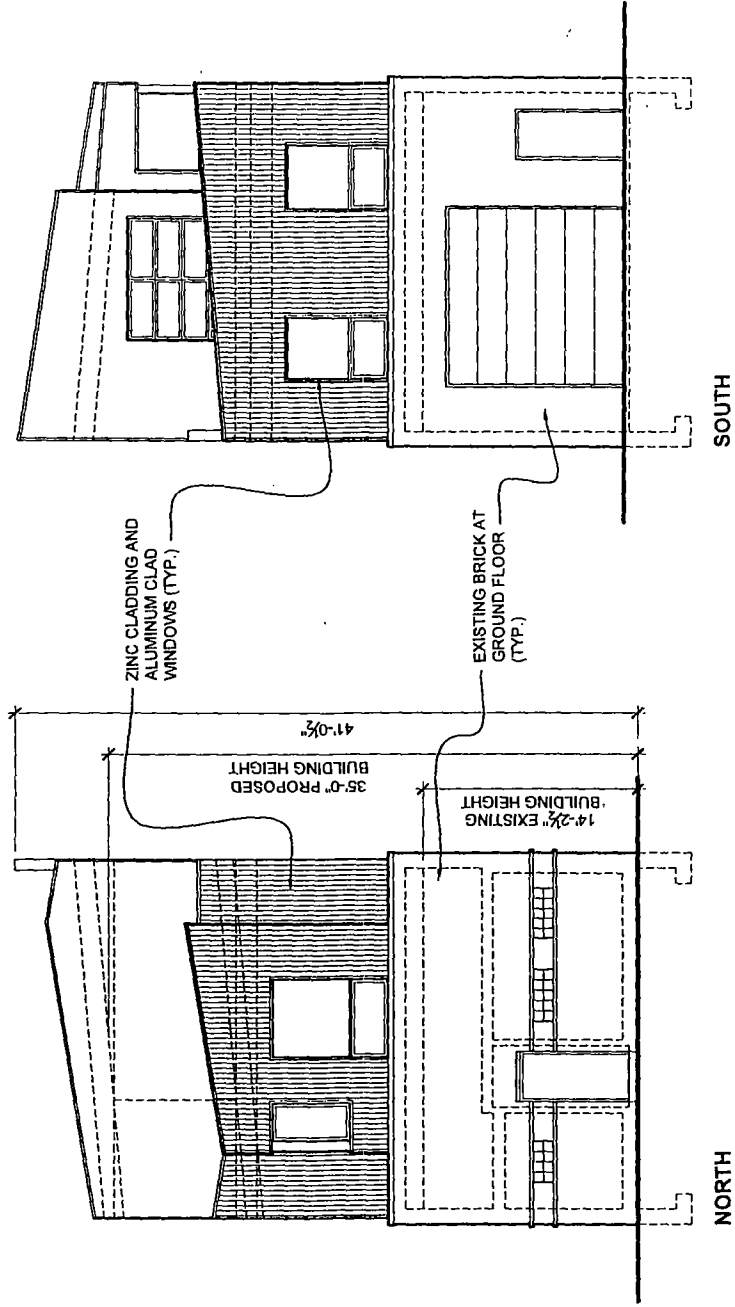 ZINC CLADDING AND
ALUMINUM CLAD
WINDOWS (TYP.)
EXISTING BRICK AT
GROUND FLOOR
(TYP.)
41'-0½"
35'-0" PROPOSED
BUILDING HEIGHT
14'-2½" EXISTING
BUILDING HEIGHT
NORTH
SOUTH